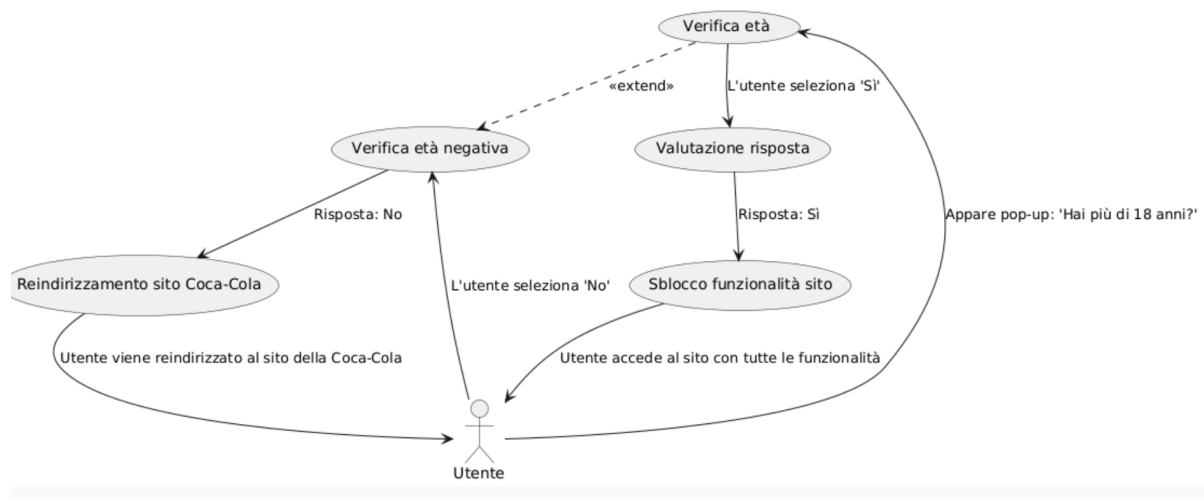 Verifica età
«extend»
L'utente seleziona 'Sì'
Verifica età negativa
Valutazione risposta
Risposta: No
Risposta: Sì
Appare pop-up: 'Hai più di 18 anni?'
Reindirizzamento sito Coca-Cola
L'utente seleziona 'No'
Sblocco funzionalità sito
Utente viene reindirizzato al sito della Coca-Cola
Utente accede al sito con tutte le funzionalità
Utente